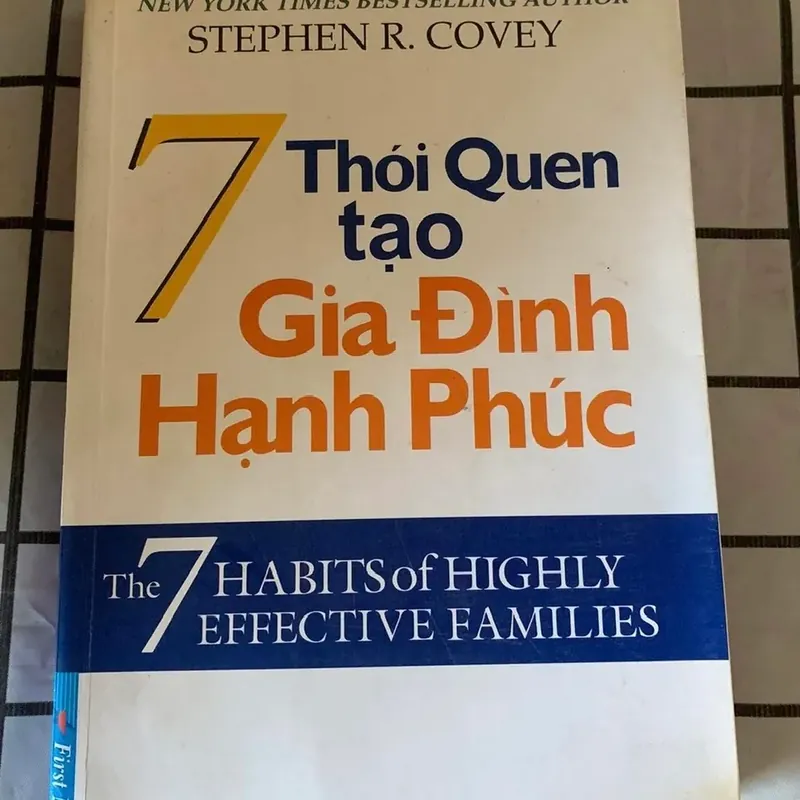 NEW YORK TIMES BESTSELLING AUTHOR
STEPHEN R. COVEY
7 Thói Quen
tạo
Gia Đình
Hạnh Phúc
The 7 HABITS of HIGHLY
EFFECTIVE FAMILIES
First